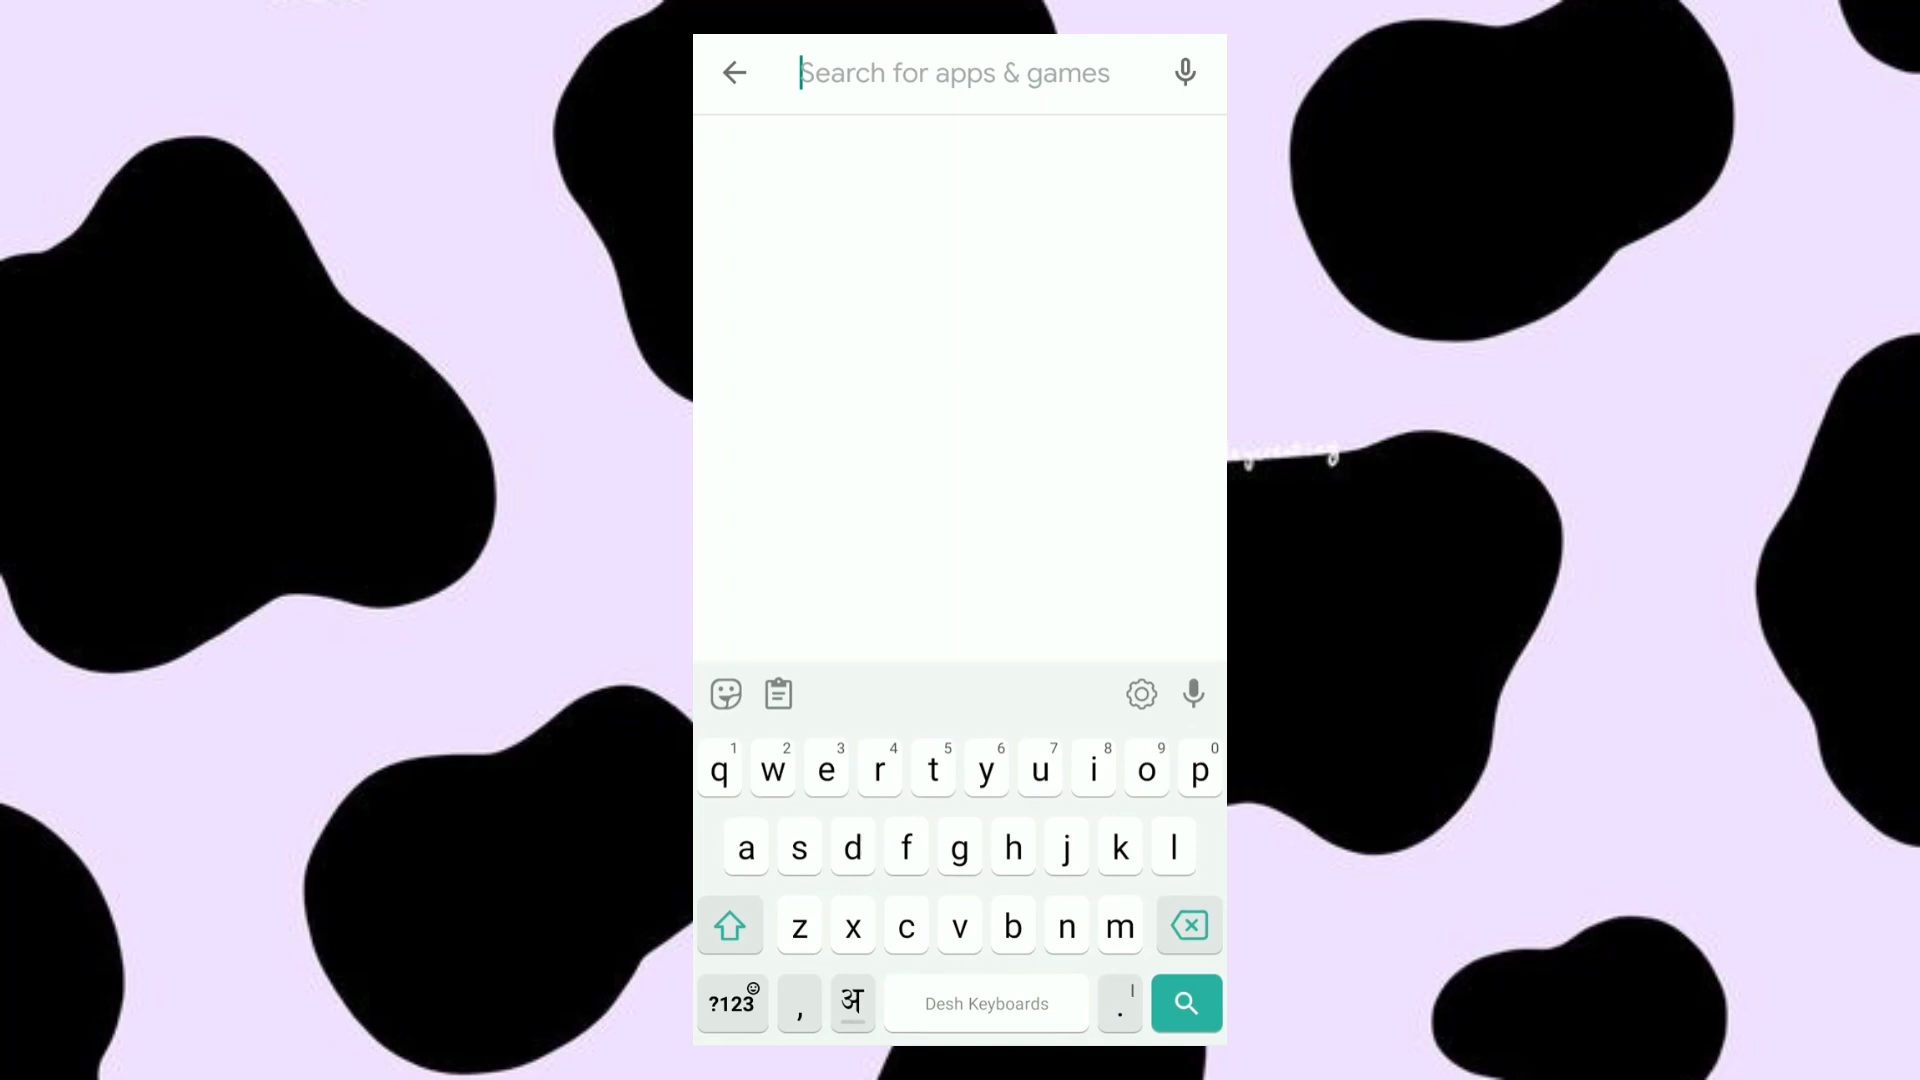 Search for apps & games
1 2 3 4 5 6 7 8 9 0
q w e r t y u i o p
a s d f g h j k l
z x c v b n m
?123 , अ Desh Keyboards . |